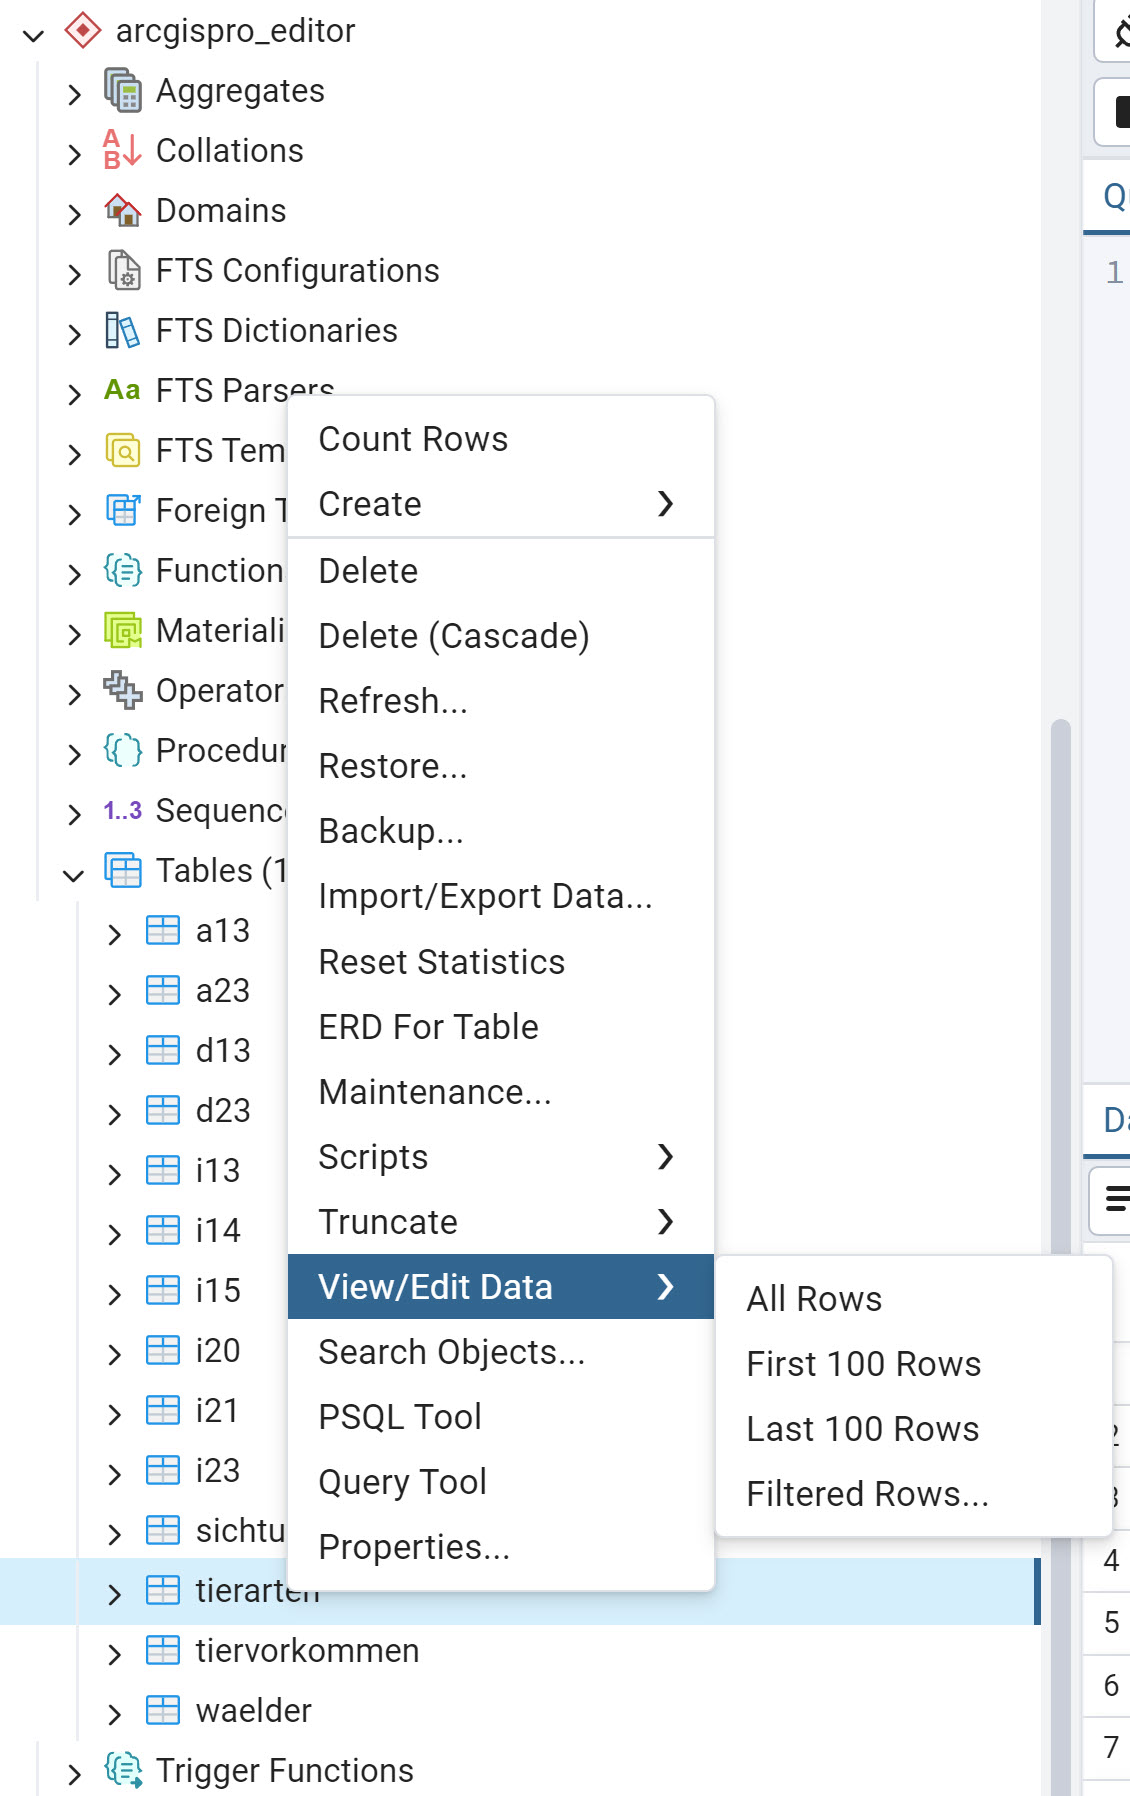 arcgispro_editor
Aggregates
Collations
Domains
FTS Configurations
FTS Dictionaries
Aa FTS Parsers
FTS Tem
Foreign T
Function
Materiali
Operator
Procedur
1..3 Sequenc
Tables (1
a13
a23
d13
d23
i13
i14
i15
i20
i21
i23
sichtu
tierarten
tiervorkommen
waelder
Trigger Functions
Count Rows
Create
Delete
Delete (Cascade)
Refresh...
Restore...
Backup...
Import/Export Data...
Reset Statistics
ERD For Table
Maintenance...
Scripts
Truncate
View/Edit Data
Search Objects...
PSQL Tool
Query Tool
Properties...
All Rows
First 100 Rows
Last 100 Rows
Filtered Rows...
1
4
5
6
7